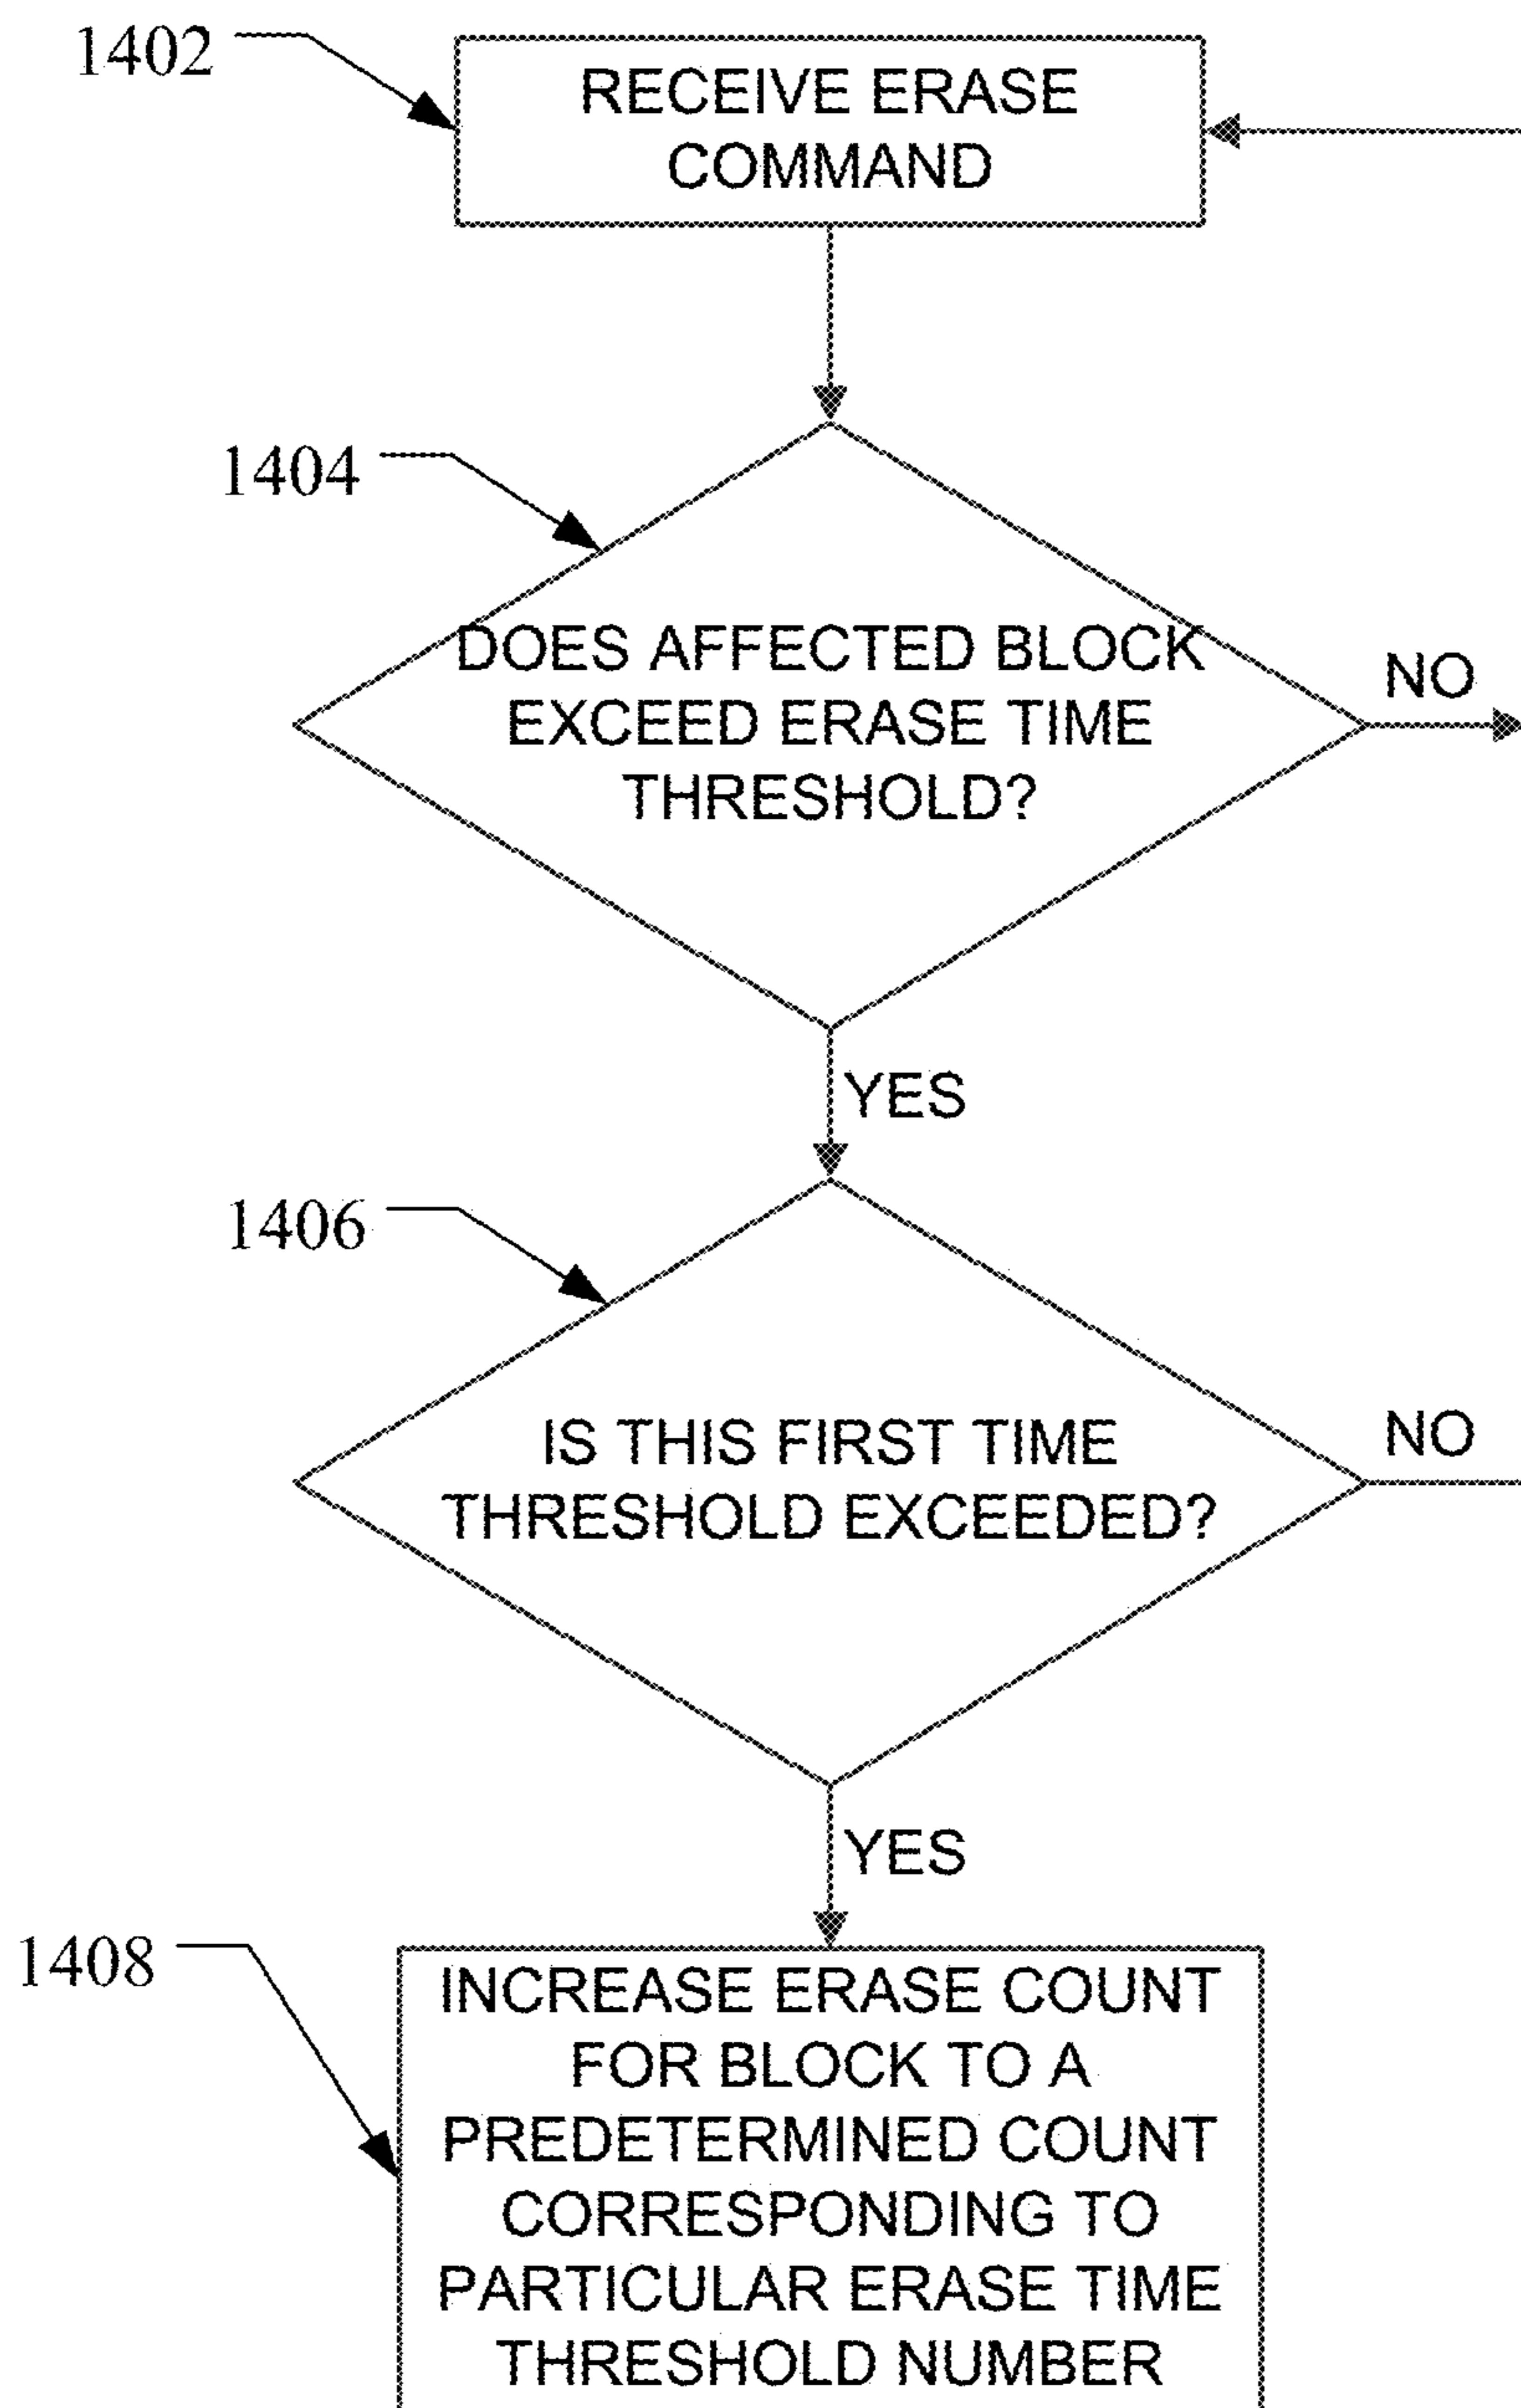 1402
RECEIVE ERASE
COMMAND
1404
DOES AFFECTED BLOCK
EXCEED ERASE TIME
THRESHOLD?
NO
YES
1406
IS THIS FIRST TIME
THRESHOLD EXCEEDED?
NO
YES
1408
INCREASE ERASE COUNT
FOR BLOCK TO A
PREDETERMINED COUNT
CORRESPONDING TO
PARTICULAR ERASE TIME
THRESHOLD NUMBER